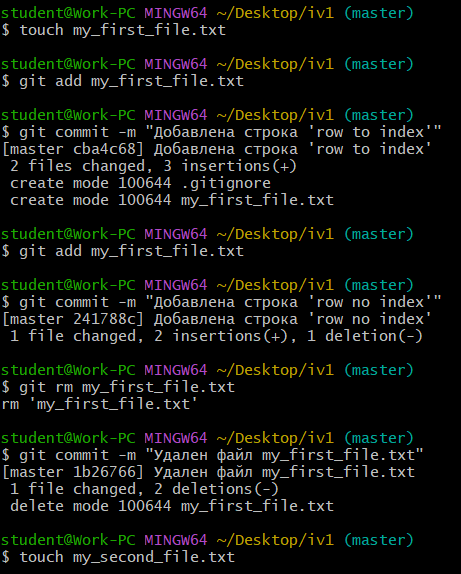 student@Work-PC MINGW64 ~/Desktop/iv1 (master)
$ touch my_first_file.txt
student@Work-PC MINGW64 ~/Desktop/iv1 (master)
$ git add my_first_file.txt
student@Work-PC MINGW64 ~/Desktop/iv1 (master)
$ git commit -m "Добавлена строка 'row to index'"
[master cba4c68] Добавлена строка 'row to index'
 2 files changed, 3 insertions(+)
 create mode 100644 .gitignore
 create mode 100644 my_first_file.txt
student@Work-PC MINGW64 ~/Desktop/iv1 (master)
$ git add my_first_file.txt
student@Work-PC MINGW64 ~/Desktop/iv1 (master)
$ git commit -m "Добавлена строка 'row no index'"
[master 241788c] Добавлена строка 'row no index'
 1 file changed, 2 insertions(+), 1 deletion(-)
student@Work-PC MINGW64 ~/Desktop/iv1 (master)
$ git rm my_first_file.txt
rm 'my_first_file.txt'
student@Work-PC MINGW64 ~/Desktop/iv1 (master)
$ git commit -m "Удален файл my_first_file.txt"
[master 1b26766] Удален файл my_first_file.txt
 1 file changed, 2 deletions(-)
 delete mode 100644 my_first_file.txt
student@Work-PC MINGW64 ~/Desktop/iv1 (master)
$ touch my_second_file.txt